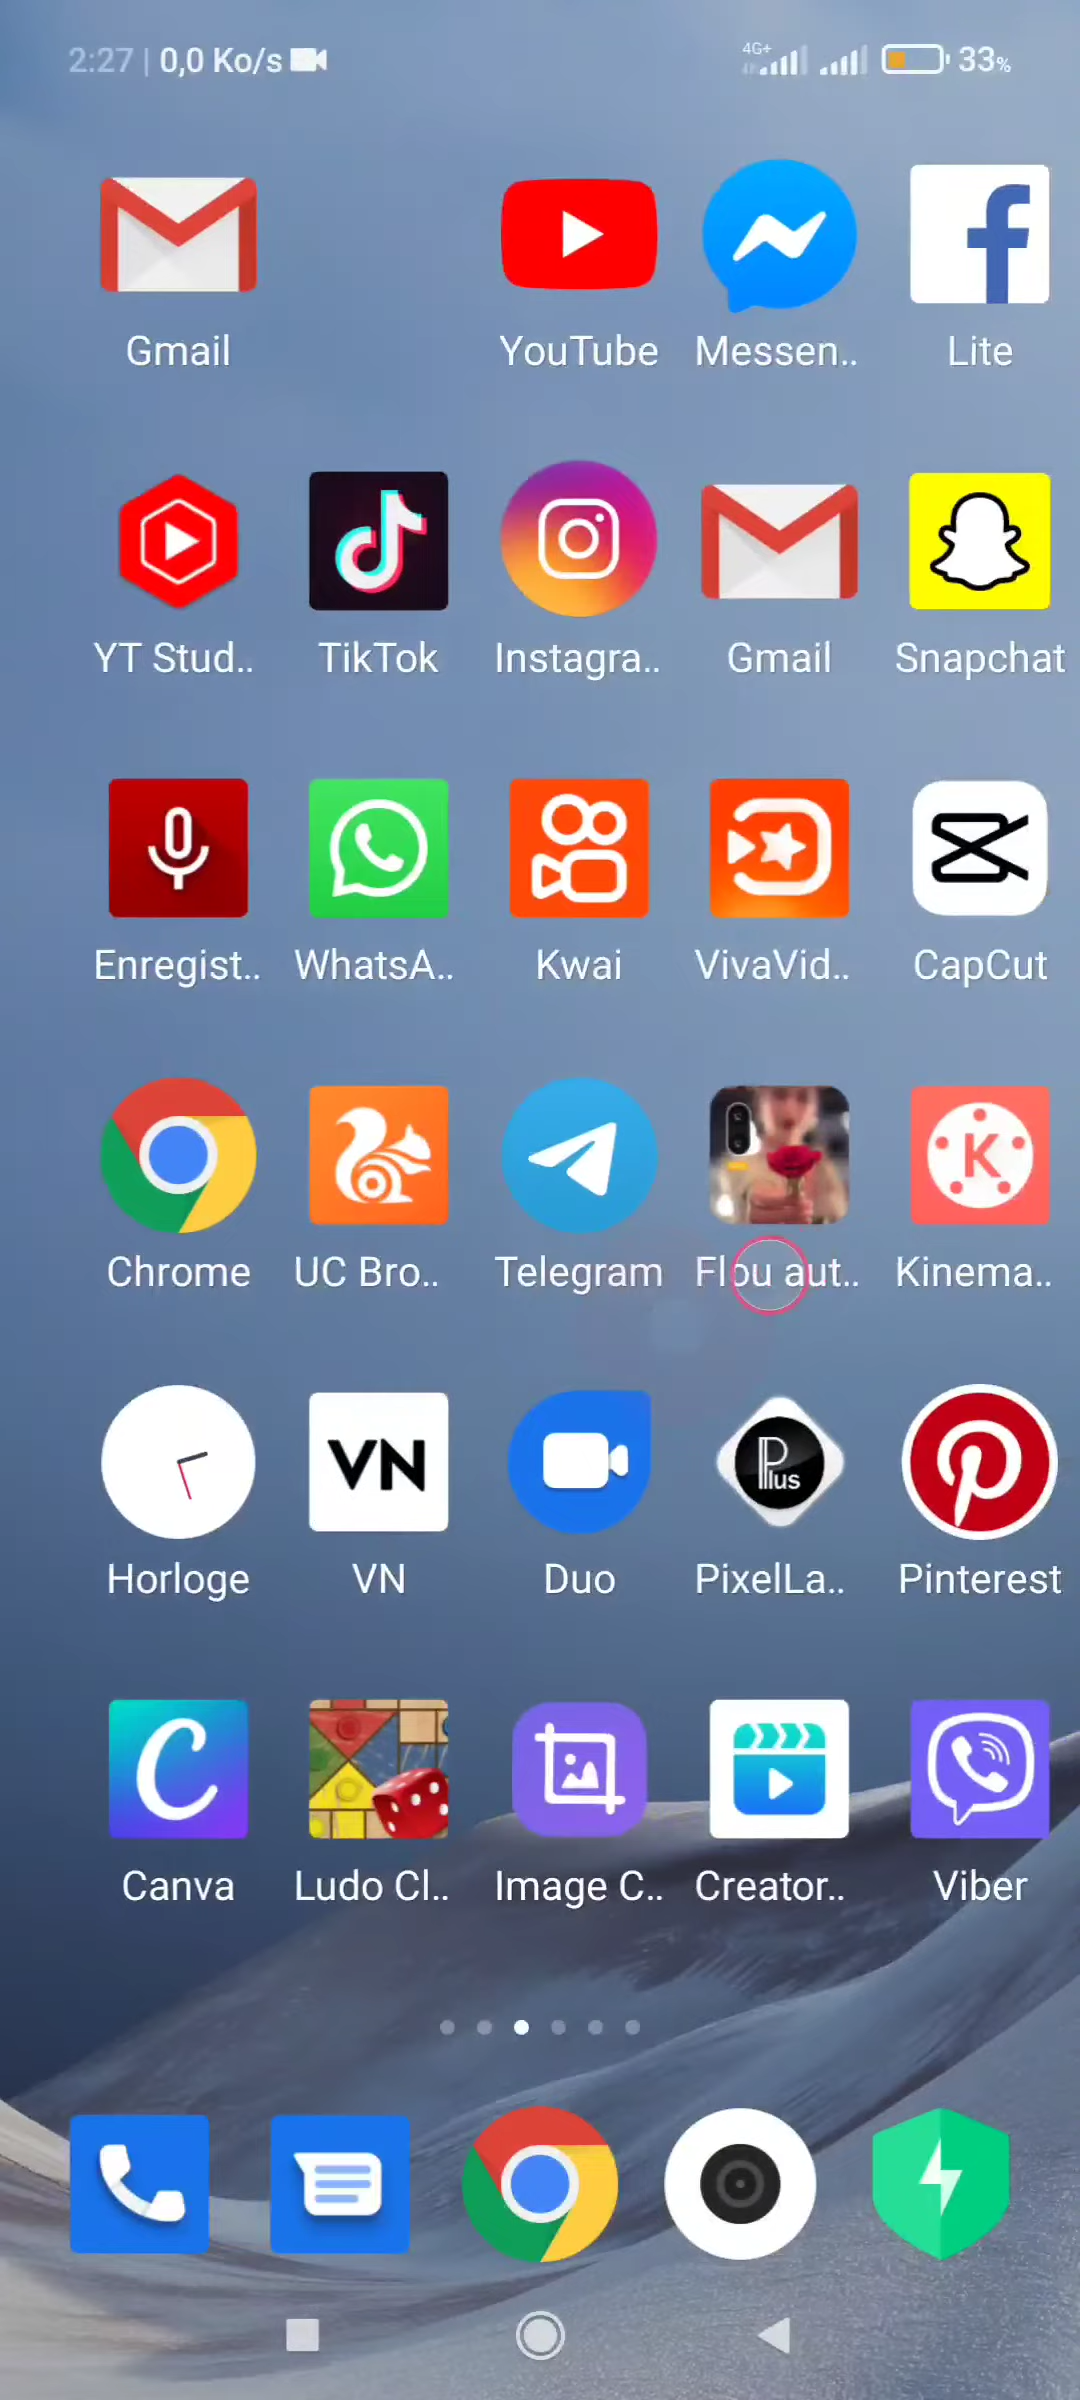 2:27 | 0,0 Ko/s 4G+ 33%
Gmail YouTube Messen.. Lite
YT Stud.. TikTok Instagra.. Gmail Snapchat
Enregist.. WhatsA.. Kwai VivaVid.. CapCut
K
Chrome UC Bro.. Telegram Flou aut.. Kinema..
VN Plus
Horloge VN Duo PixelLa.. Pinterest
Canva Ludo Cl.. Image C.. Creator.. Viber